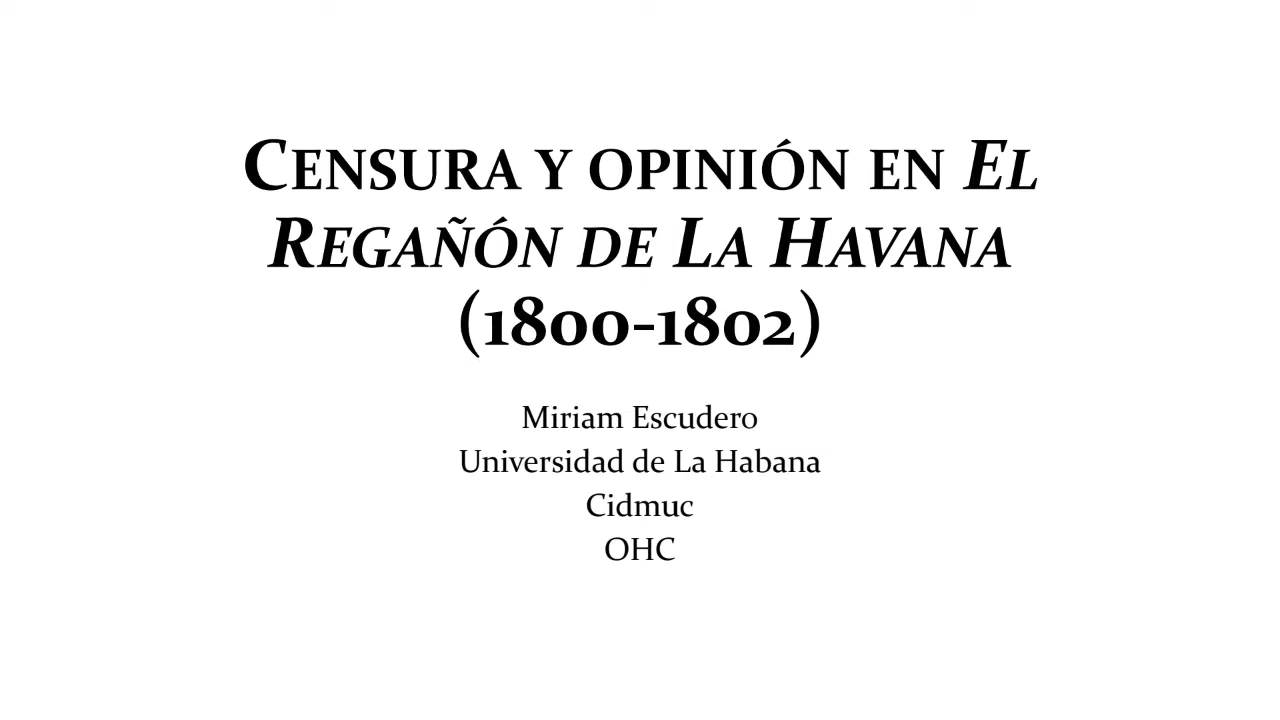 Censura y opinión en El
Regañón de La Havana
(1800-1802)
Miriam Escudero
Universidad de La Habana
Cidmuc
OHC